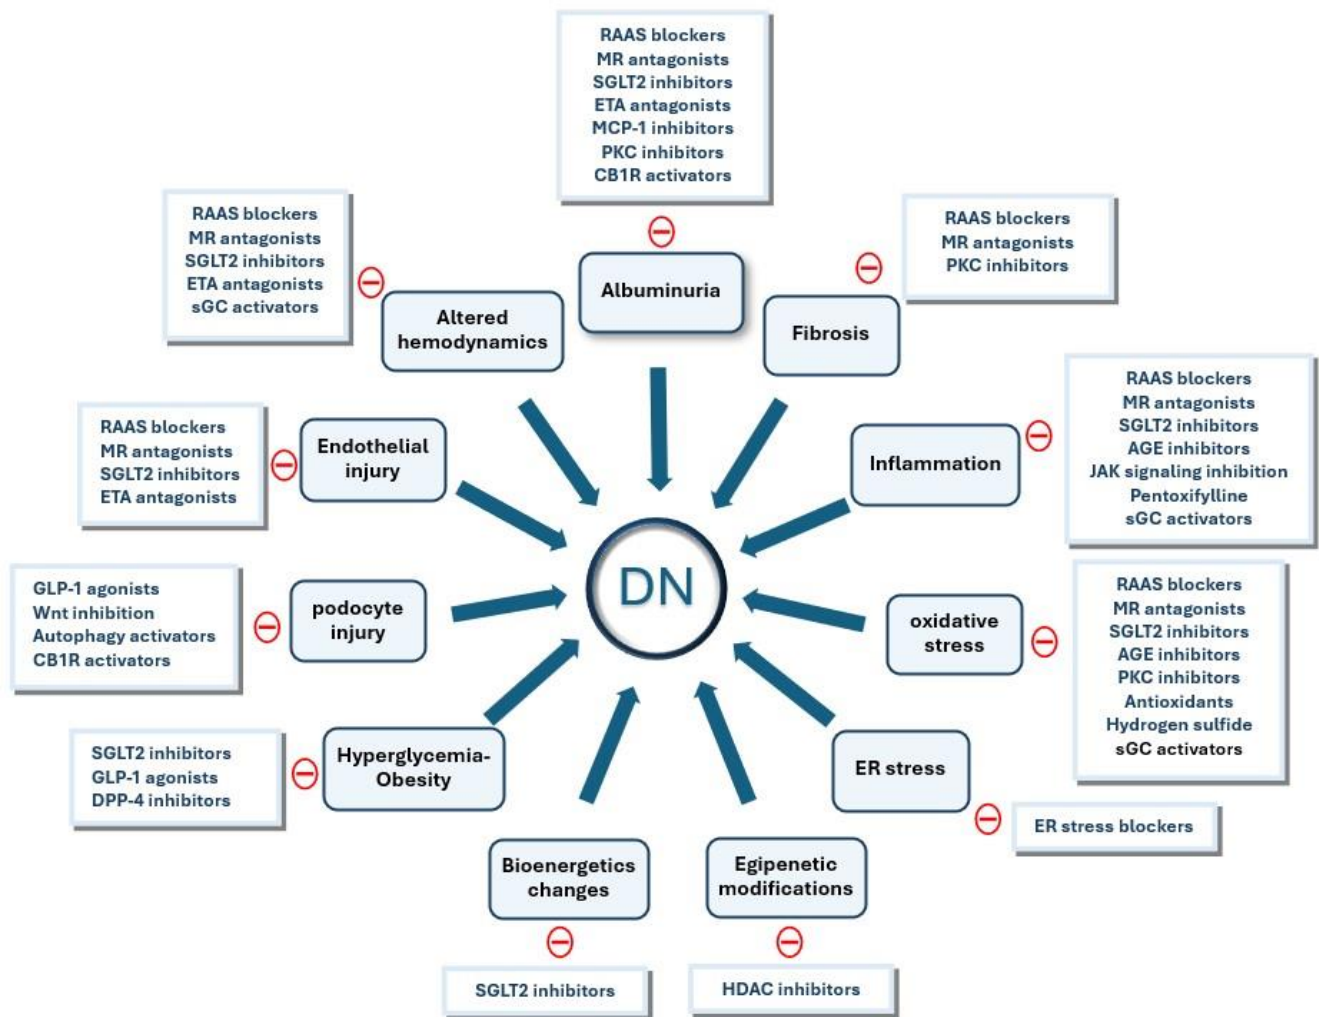 RAAS blockers
MR antagonists
SGLT2 inhibitors
ETA antagonists
MCP-1 inhibitors
PKC inhibitors
CB1R activators
Albuminuria
RAAS blockers
MR antagonists
SGLT2 inhibitors
ETA antagonists
sGC activators
Altered
hemodynamics
RAAS blockers
MR antagonists
PKC inhibitors
Fibrosis
RAAS blockers
MR antagonists
SGLT2 inhibitors
ETA antagonists
Endothelial
injury
RAAS blockers
MR antagonists
SGLT2 inhibitors
AGE inhibitors
JAK signaling inhibition
Pentoxifylline
sGC activators
Inflammation
GLP-1 agonists
Wnt inhibition
Autophagy activators
CB1R activators
podocyte
injury
DN
oxidative
stress
RAAS blockers
MR antagonists
SGLT2 inhibitors
AGE inhibitors
PKC inhibitors
Antioxidants
Hydrogen sulfide
sGC activators
SGLT2 inhibitors
GLP-1 agonists
DPP-4 inhibitors
Hyperglycemia-
Obesity
ER stress
ER stress blockers
Bioenergetics
changes
SGLT2 inhibitors
Egipenetic
modifications
HDAC inhibitors